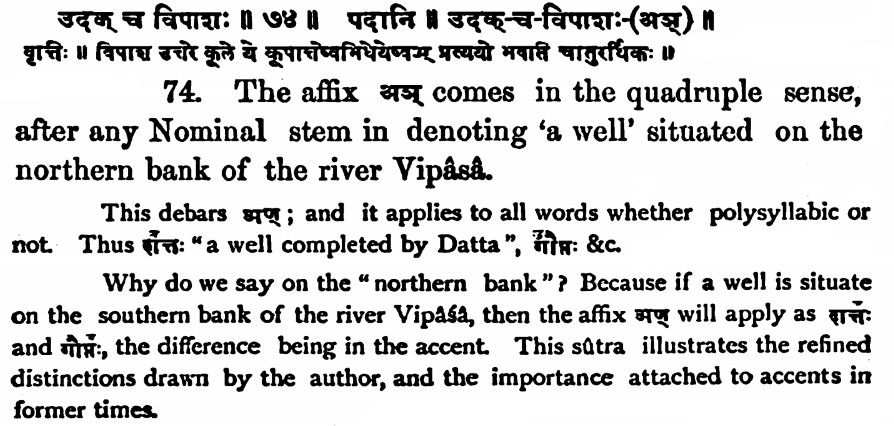 उदक् च विपाशः ॥ ७४ ॥ पदानि ॥ उदक्-च-विपाशः-(अञ्) ॥
वृत्तिः ॥ विपाश उत्तरे कूले ये कूपास्तेष्वभिधेयेष्वञ् प्रत्ययो भवति चातुरर्थिकः ॥
74. The affix अञ् comes in the quadruple sense,
after any Nominal stem in denoting ‘a well’ situated on the
northern bank of the river Vipâsâ.
This debars अण्; and it applies to all words whether polysyllabic or
not. Thus “a well completed by Datta”, &c.
Why do we say on the “northern bank”? Because if a well is situate
on the southern bank of the river Vipâśâ, then the affix अण् will apply as
and the difference being in the accent. This sûtra illustrates the refined
distinctions drawn by the author, and the importance attached to accents in
former times.